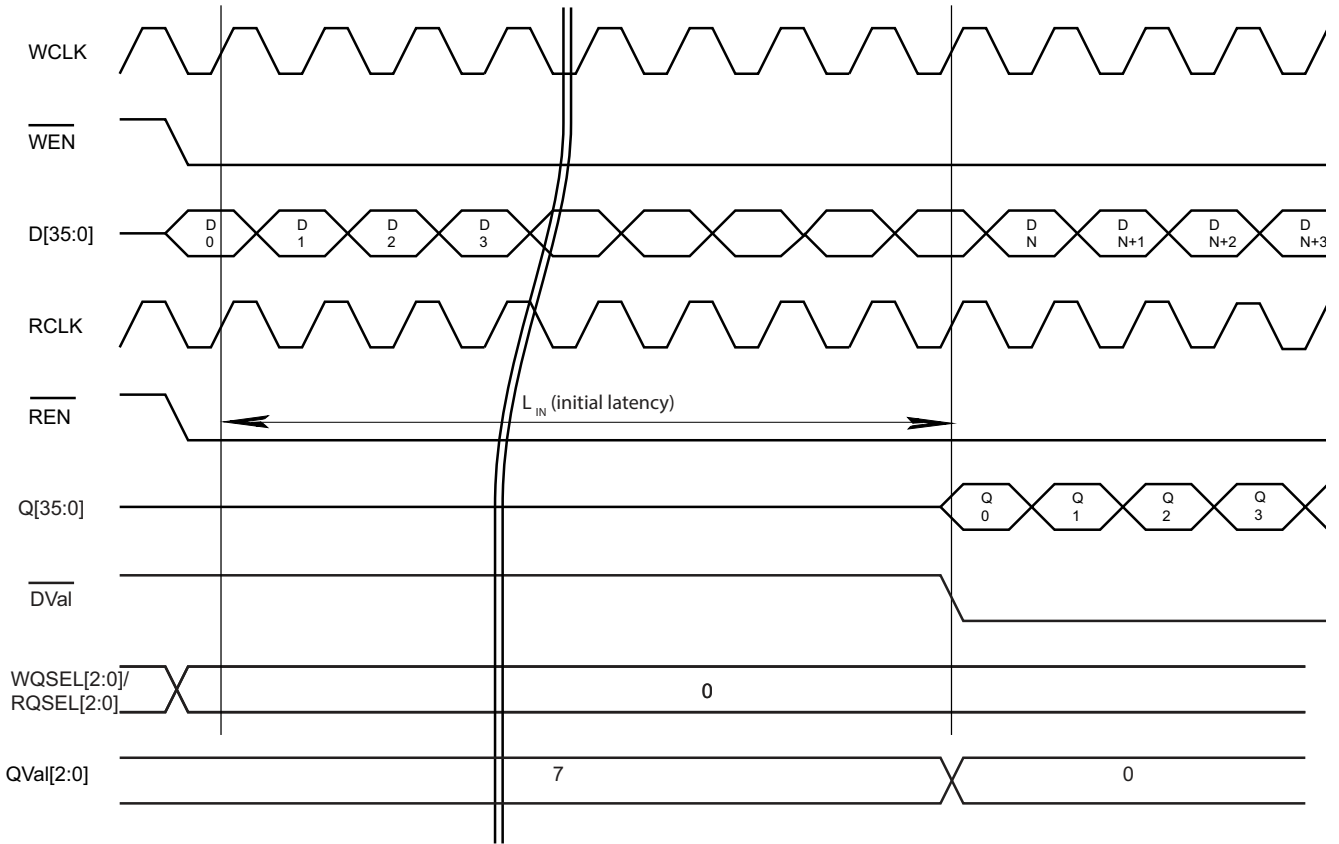 WCLK
WEN
D[35:0]
D 0
D 1
D 2
D 3
D N
D N+1
D N+2
D N+3
RCLK
REN
L IN (initial latency)
Q[35:0]
Q 0
Q 1
Q 2
Q 3
DVal
WQSEL[2:0]/
RQSEL[2:0]
0
QVal[2:0]
7
0